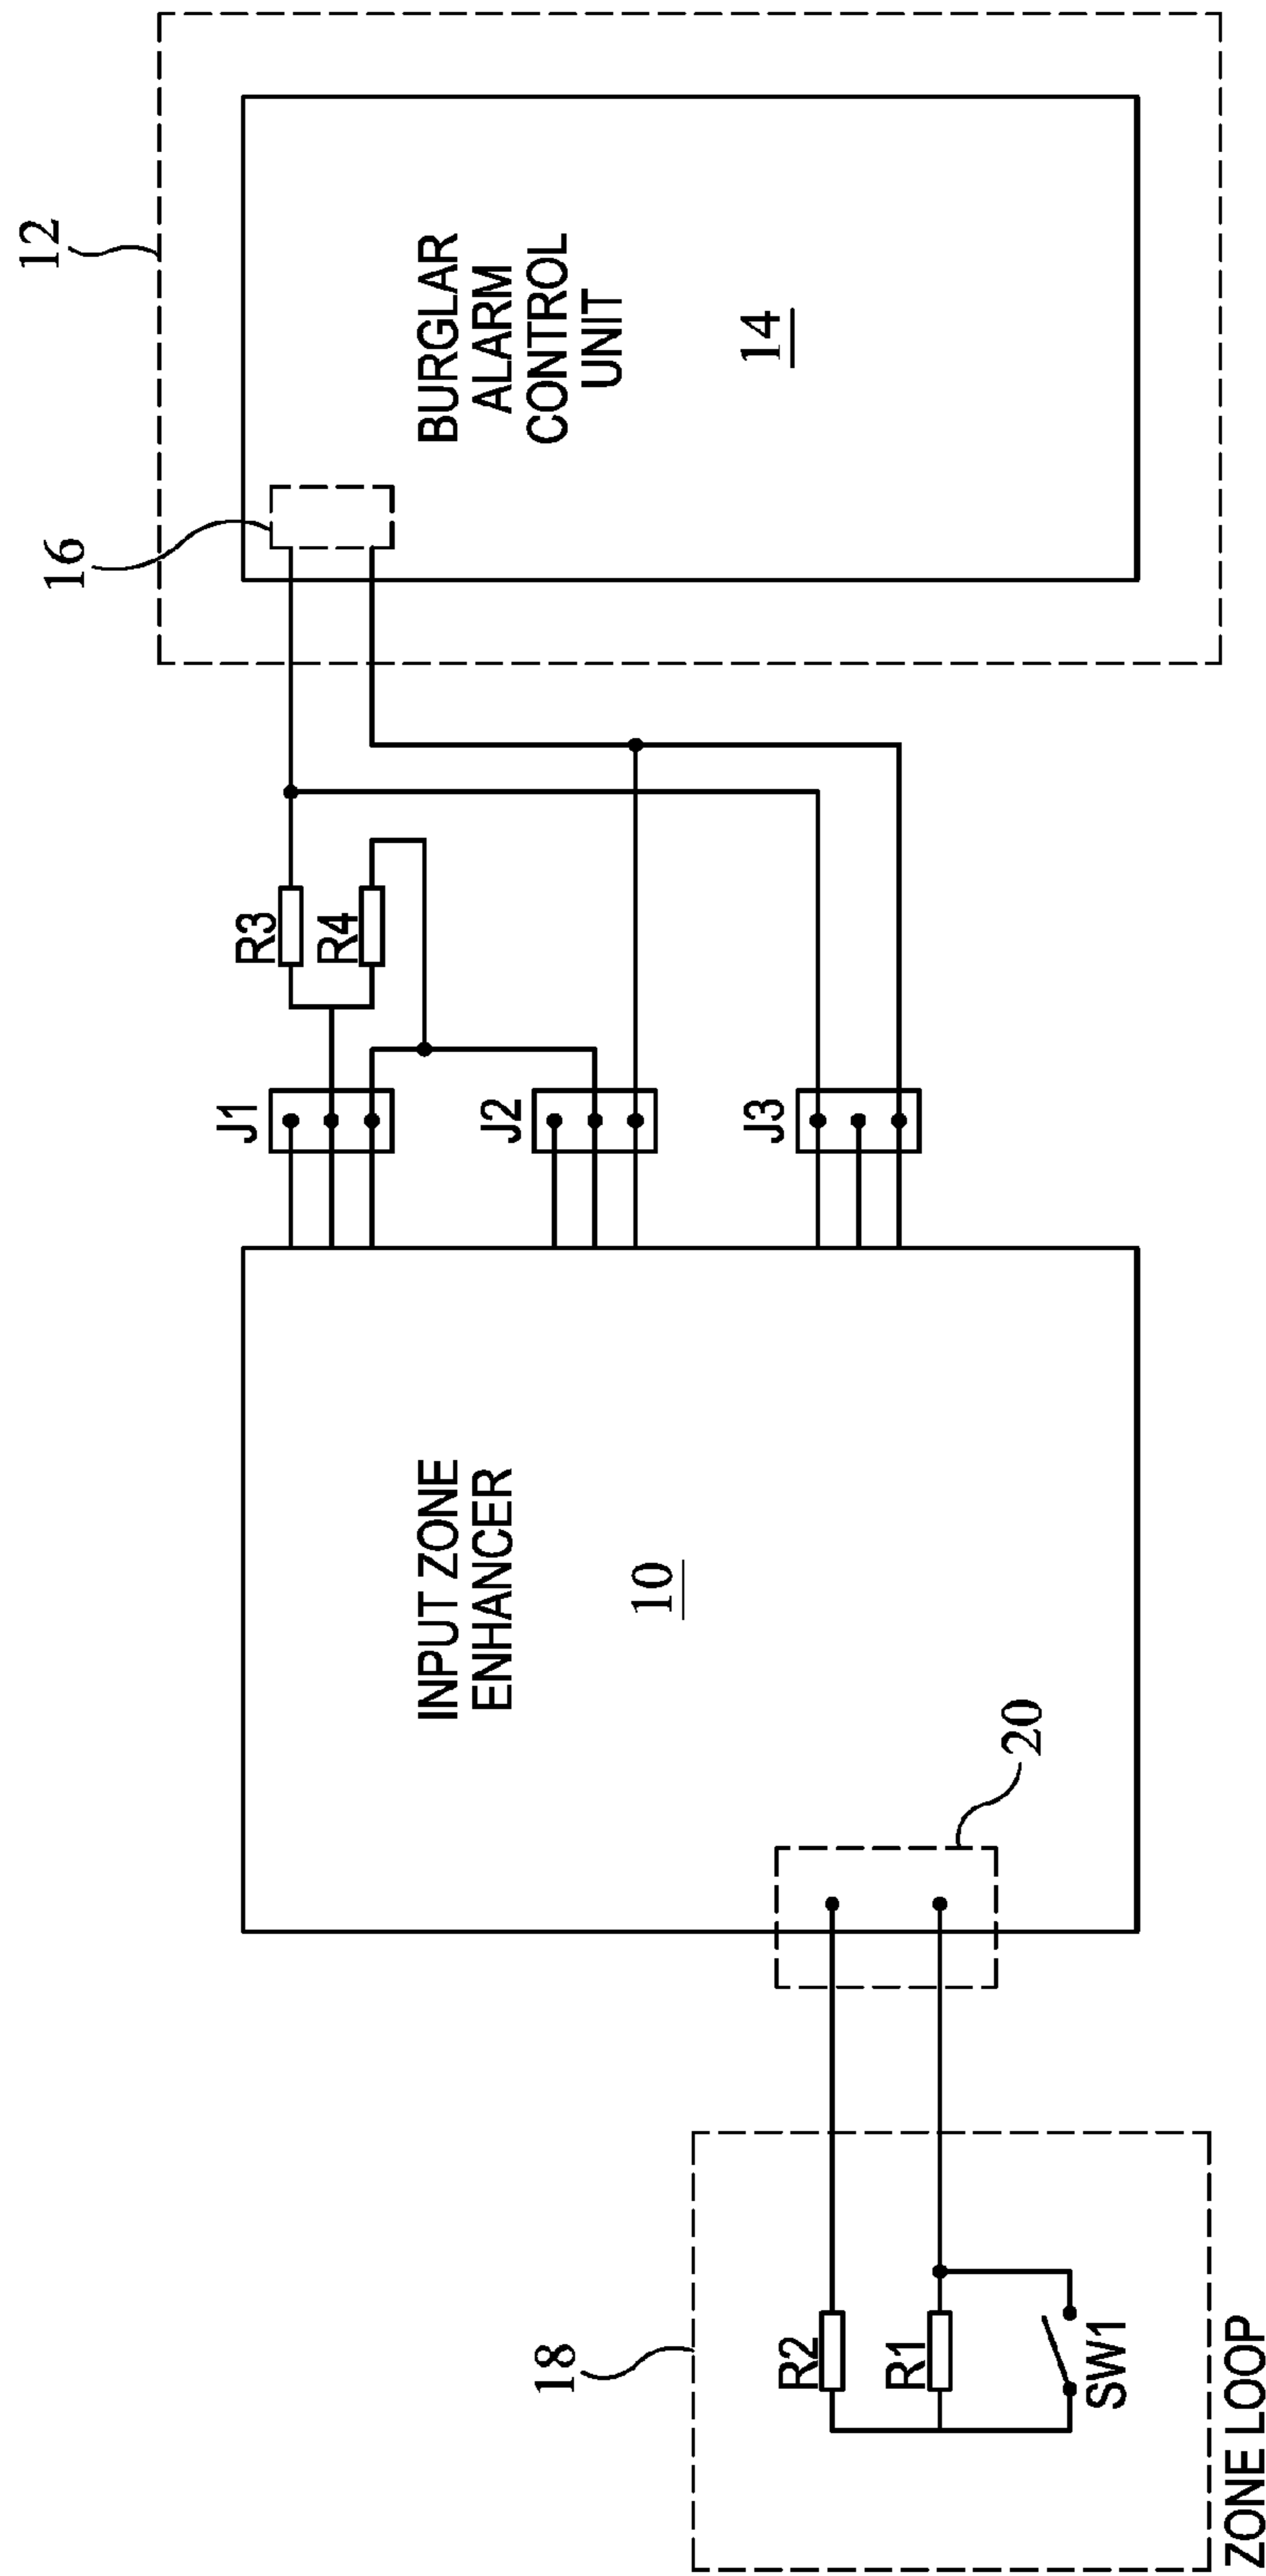 12
16
BURGLAR
ALARM
CONTROL
UNIT
14
R3
R4
J1
J2
J3
INPUT ZONE
ENHANCER
10
20
18
R2
R1
SW1
ZONE LOOP